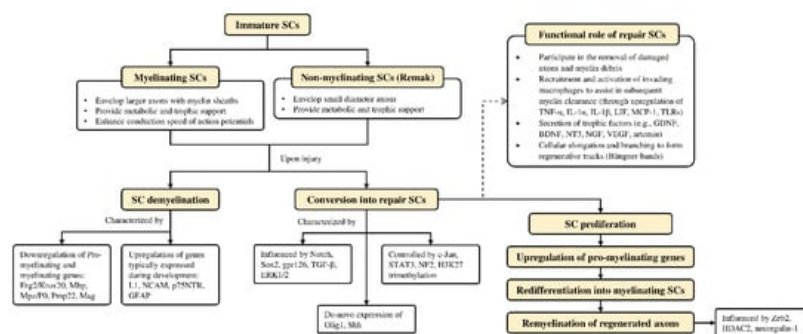 Immature SCs
Myelinating SCs
• Envelop larger axons with myelin sheaths
• Provide metabolic and trophic support
• Enhance conduction speed of action potentials
Non-myelinating SCs (Remak)
• Envelop small diameter axons
• Provide metabolic and trophic support
Functional role of repair SCs
• Participate in the removal of damaged
axons and myelin debris
• Recruitment and activation of invading
macrophages to assist in subsequent
myelin clearance (through upregulation of
TNF-α, IL-1α, IL-1β, LIF, MCP-1, TLRs)
• Secretion of trophic factors (e.g., GDNF,
BDNF, NT3, NGF, VEGF, artemin)
• Cellular elongation and branching to form
regenerative tracks (Büngner bands)
Upon injury
SC demyelination
Characterized by
Downregulation of Pro-
myelinating and
myelinating genes:
Erg2/Krox20, Mbp,
Mpz/P0, Pmp22, Mag
Upregulation of genes
typically expressed
during development:
L1, NCAM, p75NTR,
GFAP
Conversion into repair SCs
Characterized by
Influenced by Notch,
Sox2, gpr126, TGF-β,
ERK1/2
Controlled by c-Jun,
STAT3, NF2, H3K27
trimethylation
De-novo expression of
Olig1, Shh
SC proliferation
Upregulation of pro-myelinating genes
Redifferentiation into myelinating SCs
Remyelination of regenerated axons
Influenced by Zeb2,
HDAC2, neuregulin-1